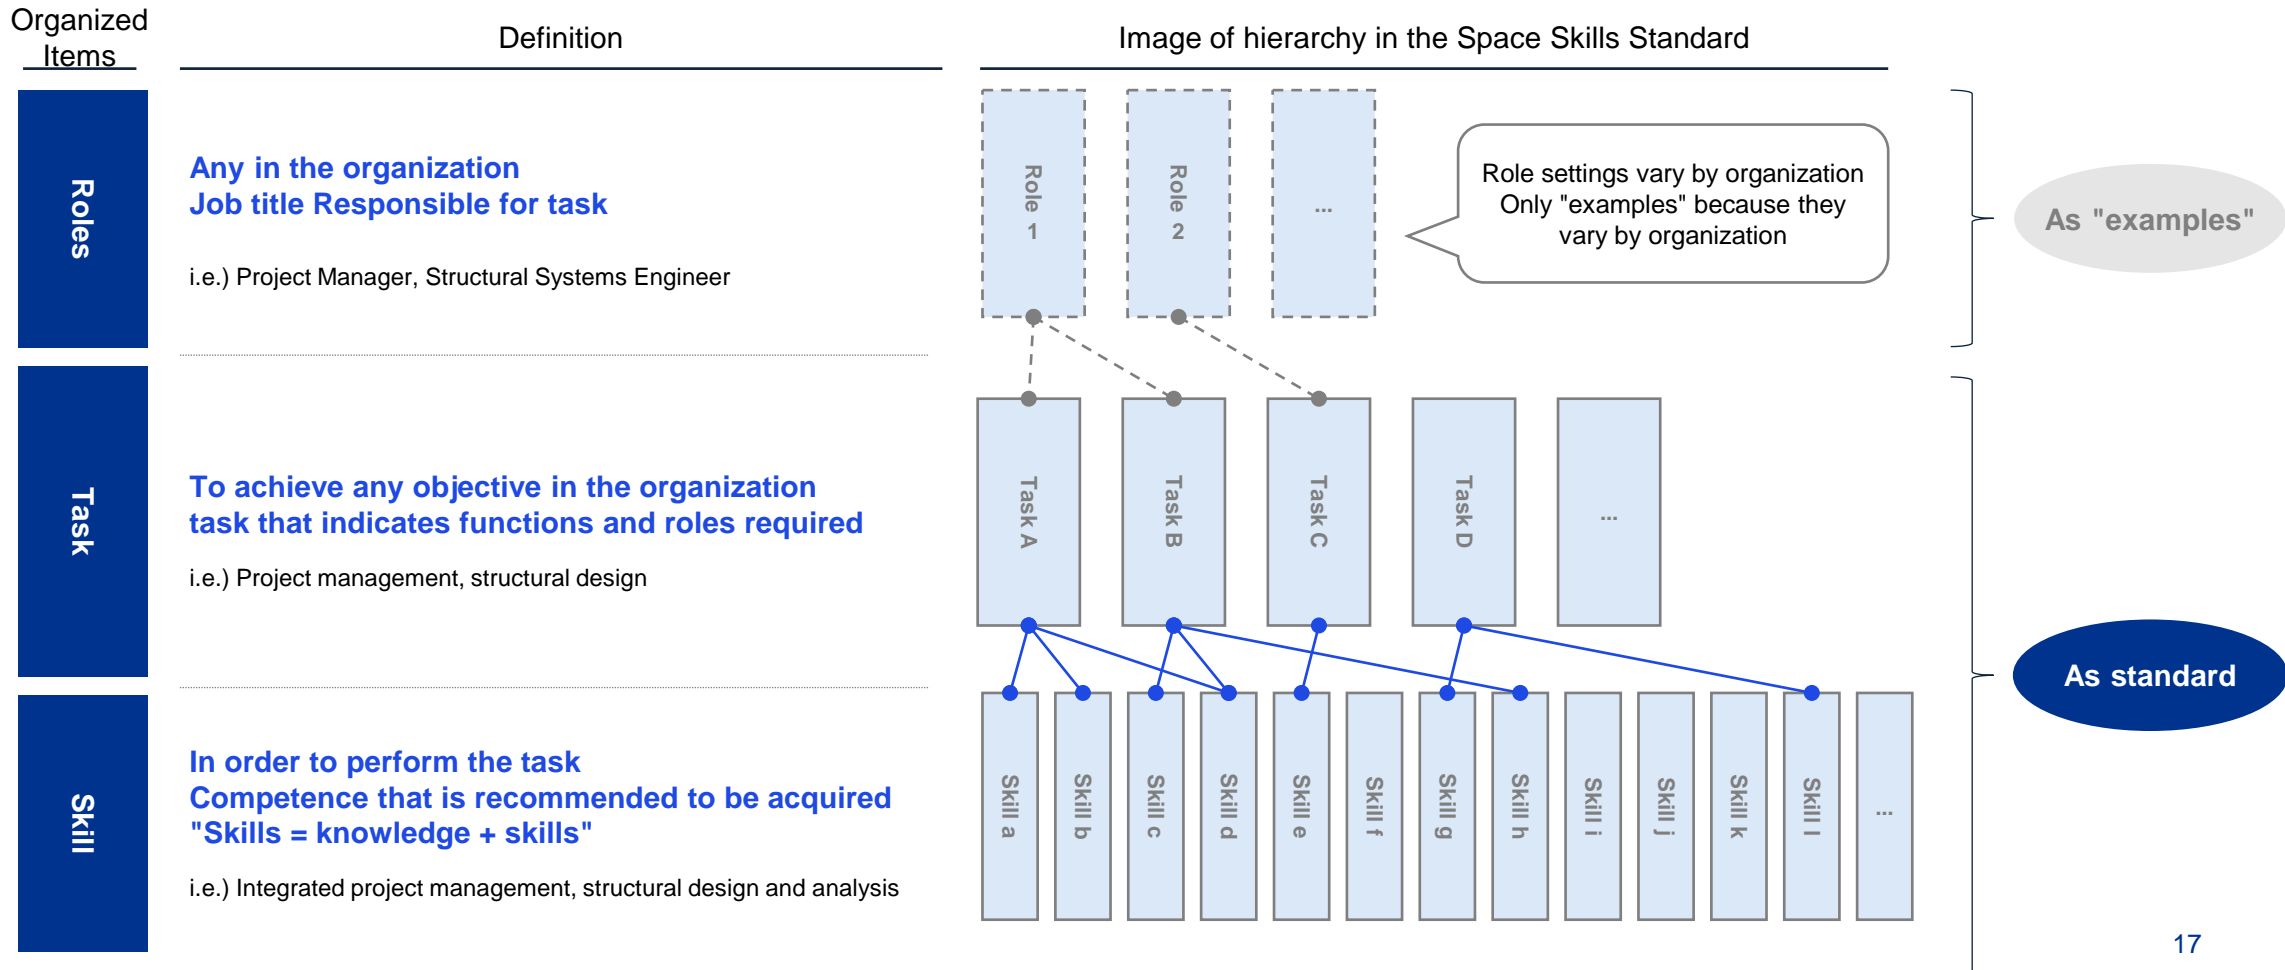 Organized
Items
Definition
Image of hierarchy in the Space Skills Standard
Roles
Any in the organization
Job title Responsible for task
i.e.) Project Manager, Structural Systems Engineer
Role 1
Role 2
...
Role settings vary by organization
Only "examples" because they
vary by organization
As "examples"
Task
To achieve any objective in the organization
task that indicates functions and roles required
i.e.) Project management, structural design
Task A
Task B
Task C
Task D
...
As standard
Skill
In order to perform the task
Competence that is recommended to be acquired
"Skills = knowledge + skills"
i.e.) Integrated project management, structural design and analysis
Skill a
Skill b
Skill c
Skill d
Skill e
Skill f
Skill g
Skill h
Skill i
Skill j
Skill k
Skill l
...
17